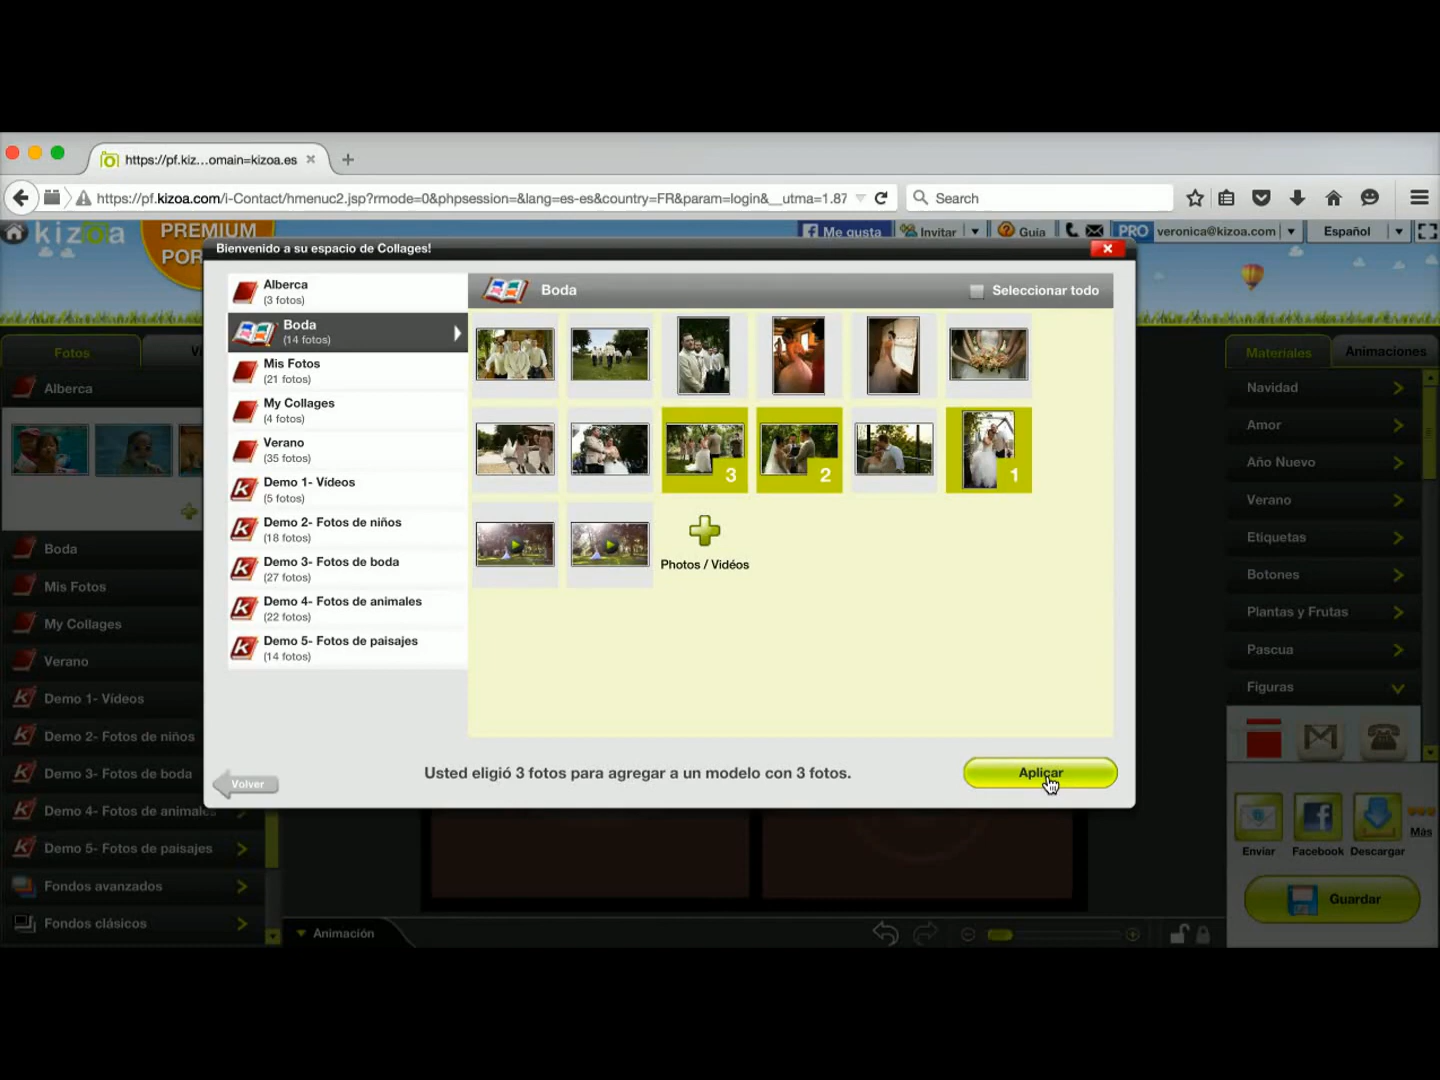 https://pf.kiz...omain=kizoa.es
https://pf.kizoa.com/i-Contact/hmenuc2.jsp?rmode=0&phpsession=&lang=es-es&country=FR&param=login&__utma=1.87
Search
kizoa
PREMIUM
POR
Me gusta
Invitar
Guía
PRO
veronica@kizoa.com
Español
Bienvenido a su espacio de Collages!
Fotos
Alberca
Boda
Mis Fotos
My Collages
Verano
Demo 1- Vídeos
Demo 2- Fotos de niños
Demo 3- Fotos de boda
Demo 4- Fotos de animale
Demo 5- Fotos de paisajes
Fondos avanzados
Fondos clásicos
Alberca
(3 fotos)
Boda
(14 fotos)
Mis Fotos
(21 fotos)
My Collages
(4 fotos)
Verano
(35 fotos)
Demo 1- Vídeos
(5 fotos)
Demo 2- Fotos de niños
(18 fotos)
Demo 3- Fotos de boda
(27 fotos)
Demo 4- Fotos de animales
(22 fotos)
Demo 5- Fotos de paisajes
(14 fotos)
Boda
Seleccionar todo
3
2
1
Photos / Vidéos
Volver
Usted eligió 3 fotos para agregar a un modelo con 3 fotos.
Aplicar
Animación
Materiales
Animaciones
Navidad
Amor
Año Nuevo
Verano
Etiquetas
Botones
Plantas y Frutas
Pascua
Figuras
Enviar
Facebook
Descargar
Más
Guardar